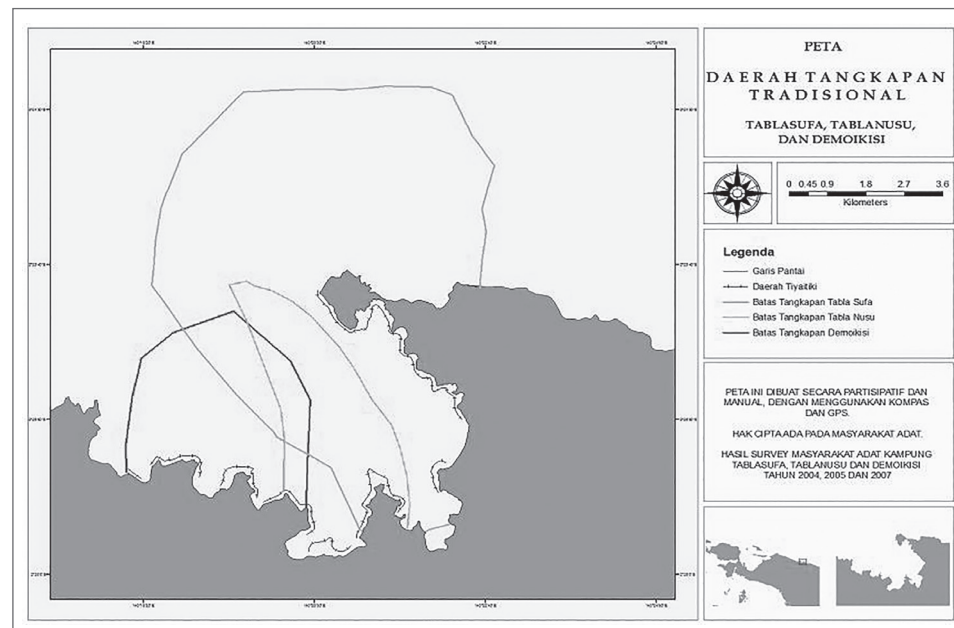 PETA
DAERAH TANGKAPAN
TRADISIONAL
TABLASUFA, TABLANUSU,
DAN DEMOIKISI
0 0.45 0.9 1.8 2.7 3.6
Kilometers
Legenda
Garis Pantai
Daerah Tiyaitiki
Batas Tangkapan Tabla Sufa
Batas Tangkapan Tabla Nusu
Batas Tangkapan Demoikisi
PETA INI DIBUAT SECARA PARTISIPATIF DAN
MANUAL, DENGAN MENGGUNAKAN KOMPAS
DAN GPS.
HAK CIPTA ADA PADA MASYARAKAT ADAT.
HASIL SURVEY MASYARAKAT ADAT KAMPUNG
TABLASUFA, TABLANUSU DAN DEMOIKISI
TAHUN 2004, 2005 DAN 2007